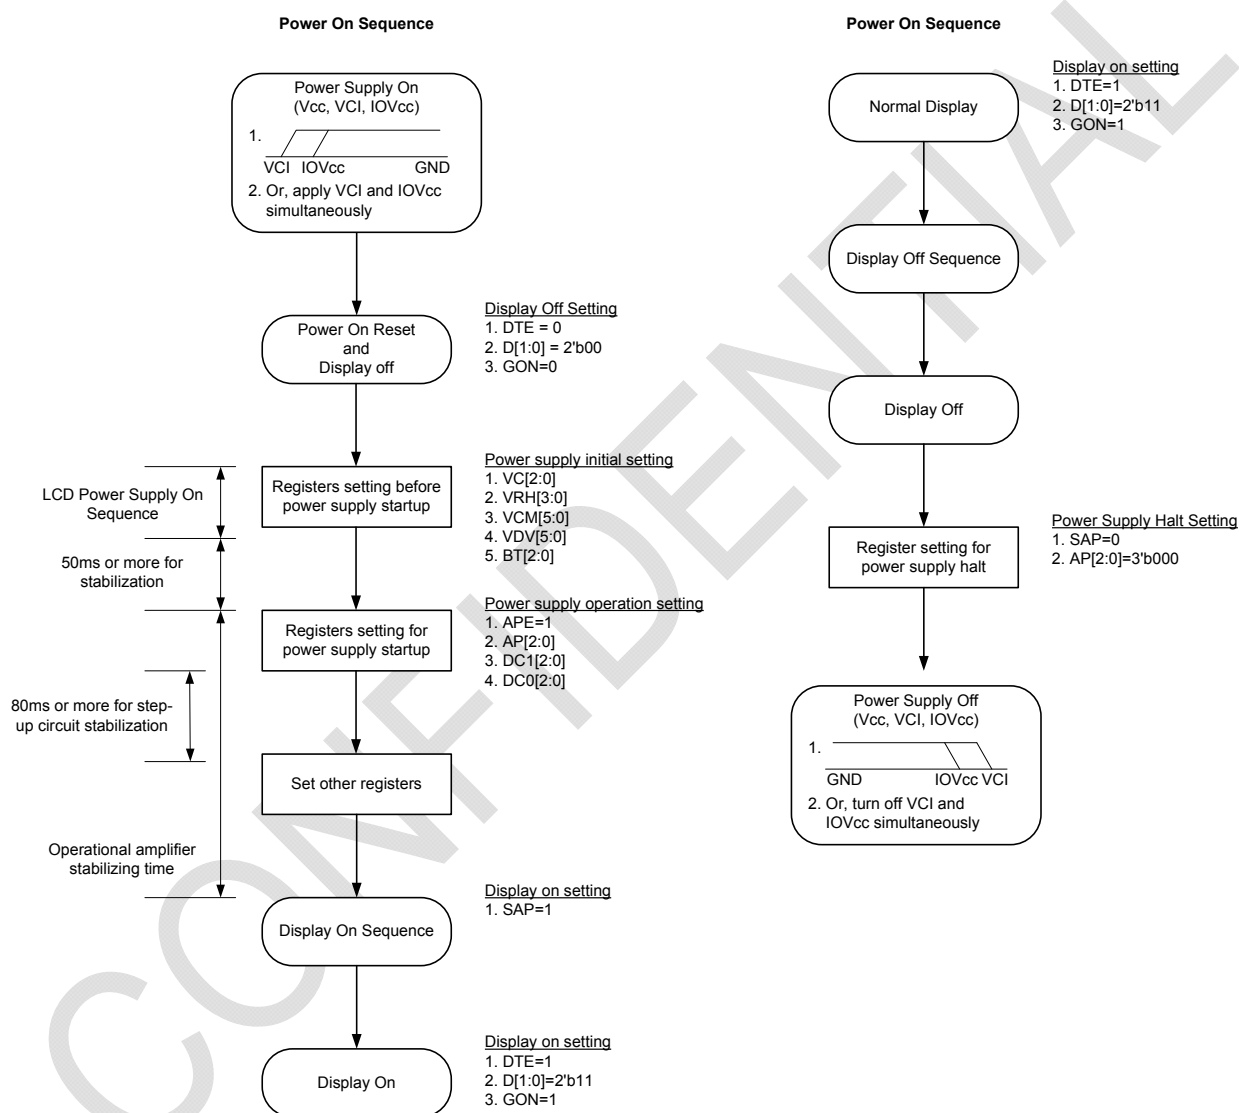 Power On Sequence
Power Supply On
(Vcc, VCI, IOVcc)
1.
VCI IOVcc GND
2. Or, apply VCI and IOVcc
simultaneously
Power On Reset
and
Display off
Display Off Setting
1. DTE = 0
2. D[1:0] = 2'b00
3. GON=0
LCD Power Supply On
Sequence
Registers setting before
power supply startup
Power supply initial setting
1. VC[2:0]
2. VRH[3:0]
3. VCM[5:0]
4. VDV[5:0]
5. BT[2:0]
50ms or more for
stabilization
Registers setting for
power supply startup
Power supply operation setting
1. APE=1
2. AP[2:0]
3. DC1[2:0]
4. DC0[2:0]
80ms or more for step-
up circuit stabilization
Set other registers
Operational amplifier
stabilizing time
Display On Sequence
Display on setting
1. SAP=1
Display On
Display on setting
1. DTE=1
2. D[1:0]=2'b11
3. GON=1
Power On Sequence
Normal Display
Display on setting
1. DTE=1
2. D[1:0]=2'b11
3. GON=1
Display Off Sequence
Display Off
Register setting for
power supply halt
Power Supply Halt Setting
1. SAP=0
2. AP[2:0]=3'b000
Power Supply Off
(Vcc, VCI, IOVcc)
1.
GND IOVcc VCI
2. Or, turn off VCI and
IOVcc simultaneously
CONFIDENTIAL